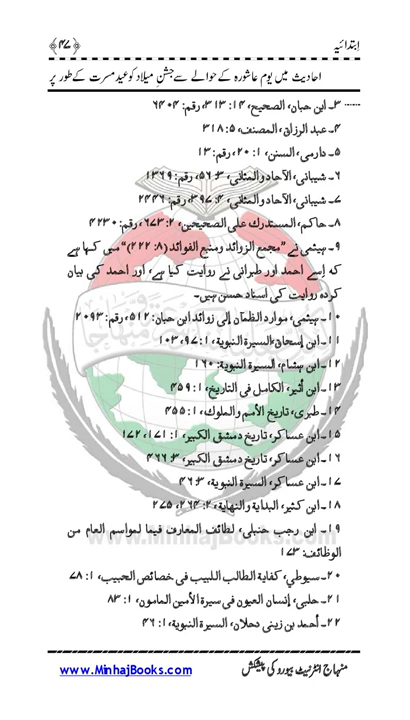 اِبتدائیہ ﴿۴۷﴾
احادیث میں یومِ عاشورہ کے حوالے سے جشنِ میلاد کو عیدِ مسرت کے طور پر
۳۔ ابن حبان، الصحیح، ۱۴: ۳۱۳، رقم: ۶۴۰۴
۴۔ عبد الرزاق، المصنف، ۵: ۳۱۸
۵۔ دارمی، السنن، ۱: ۲۰، رقم: ۱۳
۶۔ شیبانی، الآحاد والمثانی، ۳: ۵۶، رقم: ۱۳۶۹
۷۔ شیبانی، الآحاد والمثانی، ۴: ۳۹۷، رقم: ۲۴۴۶
۸۔ حاکم، المستدرک علی الصحیحین، ۲: ۶۷۳، رقم: ۴۲۳۰
۹۔ ہیثمی نے ”مجمع الزوائد ومنبع الفوائد (۸: ۲۲۲)“ میں کہا ہے
کہ اِسے احمد اور طبرانی نے روایت کیا ہے، اور احمد کی بیان
کردہ روایت کی اسناد حسن ہیں۔
۱۰۔ ہیثمی، موارد الظمآن إلی زوائد ابن حبان: ۵۱۲، رقم: ۲۰۹۳
۱۱۔ ابن إسحاق، السیرۃ النبویۃ، ۱: ۹۷، ۱۰۳
۱۲۔ ابن ہشام، السیرۃ النبویۃ: ۱۶۰
۱۳۔ ابن أثیر، الکامل فی التاریخ، ۱: ۴۵۹
۱۴۔ طبری، تاریخ الأمم والملوک، ۱: ۴۵۵
۱۵۔ ابن عساکر، تاریخ دمشق الکبیر، ۱: ۱۷۱، ۱۷۲
۱۶۔ ابن عساکر، تاریخ دمشق الکبیر، ۳: ۴۶۶
۱۷۔ ابن عساکر، السیرۃ النبویۃ، ۳: ۴۶
۱۸۔ ابن کثیر، البدایۃ والنہایۃ، ۲: ۲۶۴، ۲۷۵
۱۹۔ ابن رجب حنبلی، لطائف المعارف فیما لمواسم العام من
الوظائف: ۱۷۳
۲۰۔ سیوطی، کفایۃ الطالب اللبیب فی خصائص الحبیب، ۱: ۷۸
۲۱۔ حلبی، إنسان العیون فی سیرۃ الأمین المامون، ۱: ۸۳
۲۲۔ أحمد بن زینی دحلان، السیرۃ النبویۃ، ۱: ۴۶
منہاج انٹرنیٹ بیورو کی پیشکش www.MinhajBooks.com
www.MinhajBooks.com